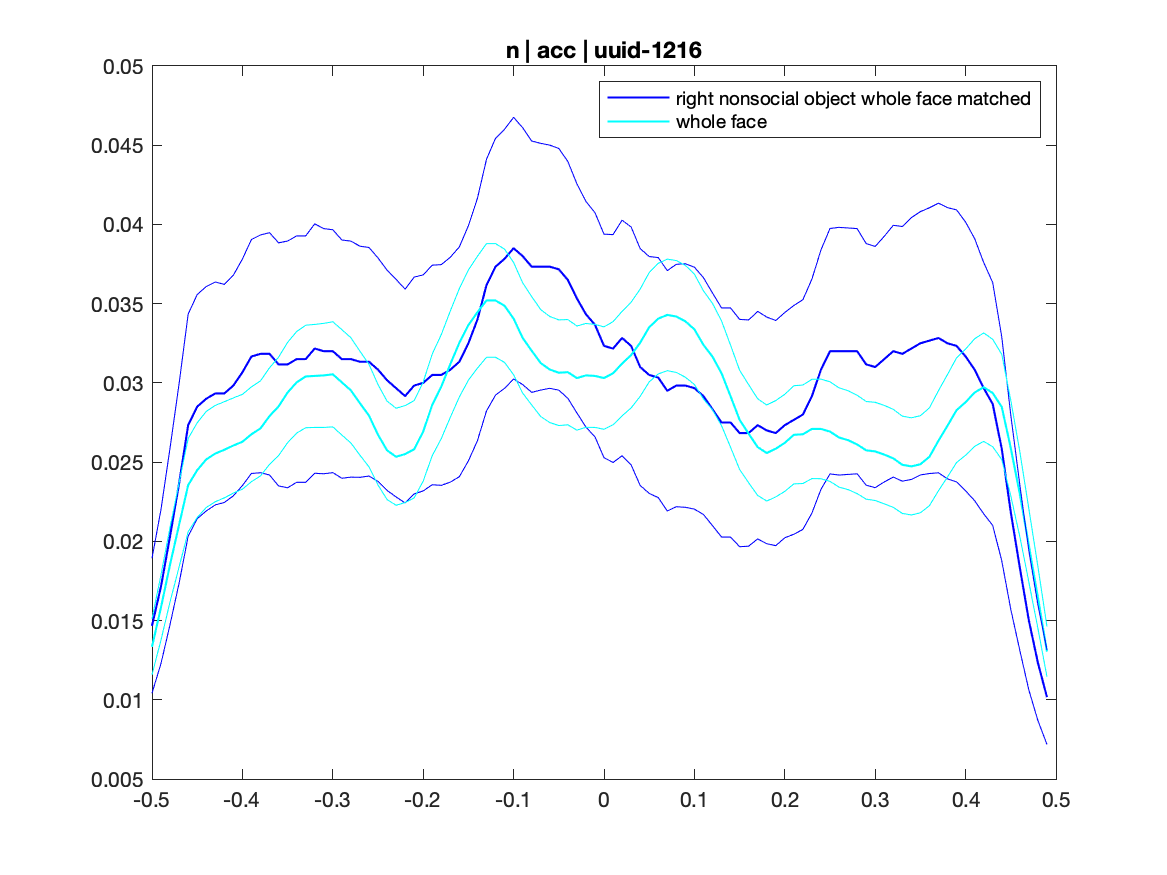 n | acc | uuid-1216
right nonsocial object whole face matched
whole face
0.05
0.045
0.04
0.035
0.03
0.025
0.02
0.015
0.01
0.005
-0.5 -0.4 -0.3 -0.2 -0.1 0 0.1 0.2 0.3 0.4 0.5